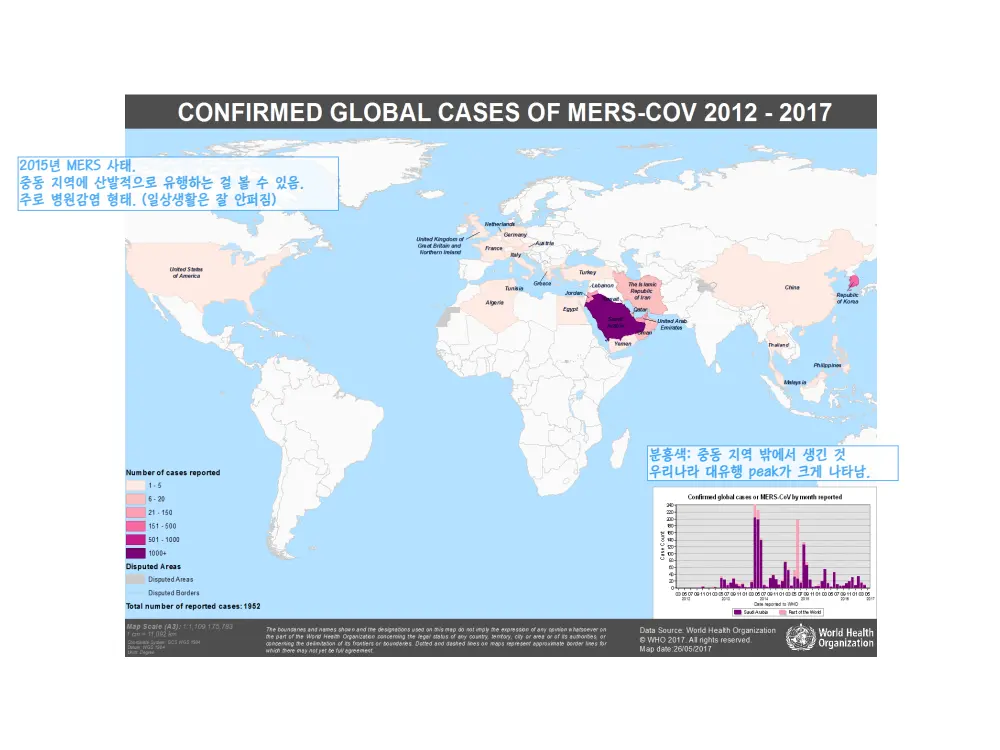 CONFIRMED GLOBAL CASES OF MERS-COV 2012 - 2017
2015년 MERS 사태.
중동 지역에 산발적으로 유행하는 걸 볼 수 있음.
주로 병원감염 형태. (일상생활은 잘 안퍼짐)
Netherlands
Germany
United Kingdom of
Great Britain and
Northern Ireland
Austria
France
Italy
United States
of America
Greece
Turkey
Tunisia
Lebanon
The Islamic
Republic
of Iran
China
Jordan
Algeria
Republic
of Korea
Egypt
Qatar
United Arab
Emirates
Oman
Yemen
Thailand
Philippines
Malaysia
분홍색: 중동 지역 밖에서 생긴 것
우리나라 대유행 peak가 크게 나타남.
Number of cases reported
1 - 5
6 - 20
21 - 150
151 - 500
501 - 1000
1000+
Disputed Areas
Disputed Areas
Disputed Borders
Total number of reported cases: 1952
Confirmed global cases of MERS-CoV by month reported
Case Count
Case reported to WHO
Saudi Arabia
Rest of the World
Map Scale (A3): 1:1,109,175,783
The boundaries and names shown and the designations used on this map do not imply the expression of any opinion whatsoever on
the part of the World Health Organization concerning the legal status of any country, territory, city or area or of its authorities, or
concerning the delimitation of its frontiers or boundaries. Dotted and dashed lines on maps represent approximate border lines for
which there may not yet be full agreement.
Data Source: World Health Organization
© WHO 2017. All rights reserved.
Map date:26/05/2017
World Health
Organization